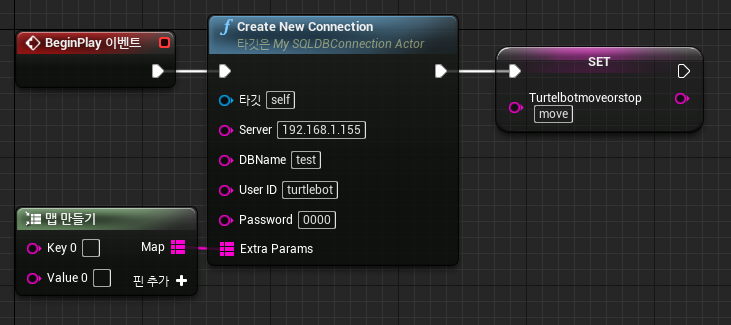 BeginPlay 이벤트
f Create New Connection
타깃은 My SQLDBConnection Actor
타깃 self
Server 192.168.1.155
DBName test
User ID turtlebot
Password 0000
Extra Params
SET
Turtelbotmoveorstop
move
맵 만들기
Key 0 Map
Value 0 핀 추가 +